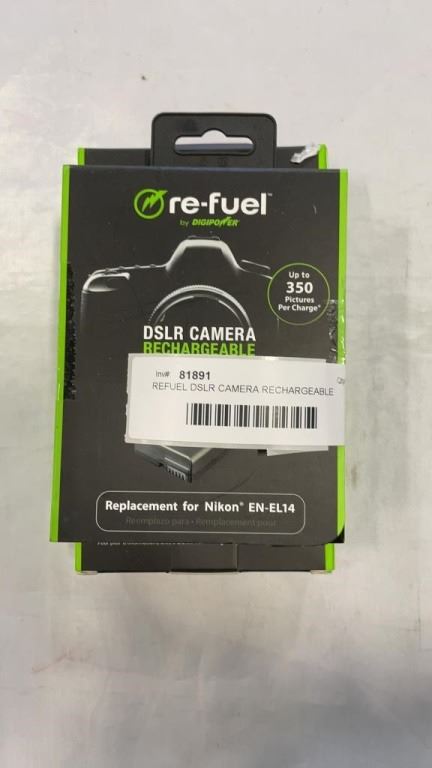 re-fuel™
by DIGIPOWER®
Up to
350
Pictures
Per Charge*
DSLR CAMERA
RECHARGEABLE
Inv# 81891
REFUEL DSLR CAMERA RECHARGEABLE
Replacement for Nikon® EN-EL14
Reemplazo para • Remplacement pour